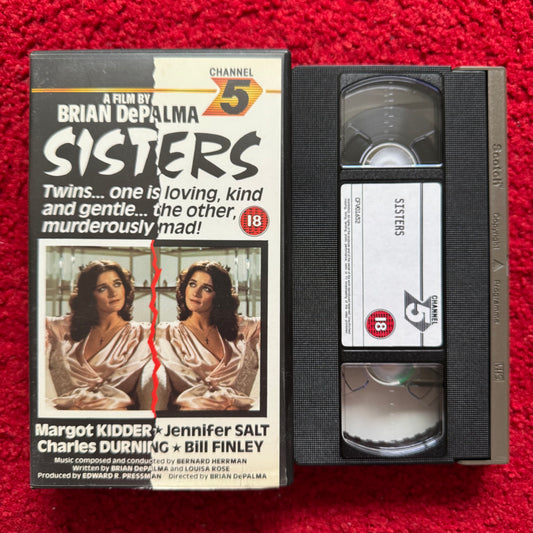 CHANNEL
5
A FILM BY
BRIAN DePALMA
SISTERS
Twins... one is loving, kind
and gentle... the other,
murderously mad!
18
Margot KIDDER ★ Jennifer SALT
Charles DURNING ★ Bill FINLEY
Music composed and conducted by BERNARD HERRMAN
Written by BRIAN DePALMA and LOUISA ROSE
Produced by EDWARD R. PRESSMAN Directed by BRIAN DePALMA
SISTERS
18
CHANNEL
5
Scotch
VHS